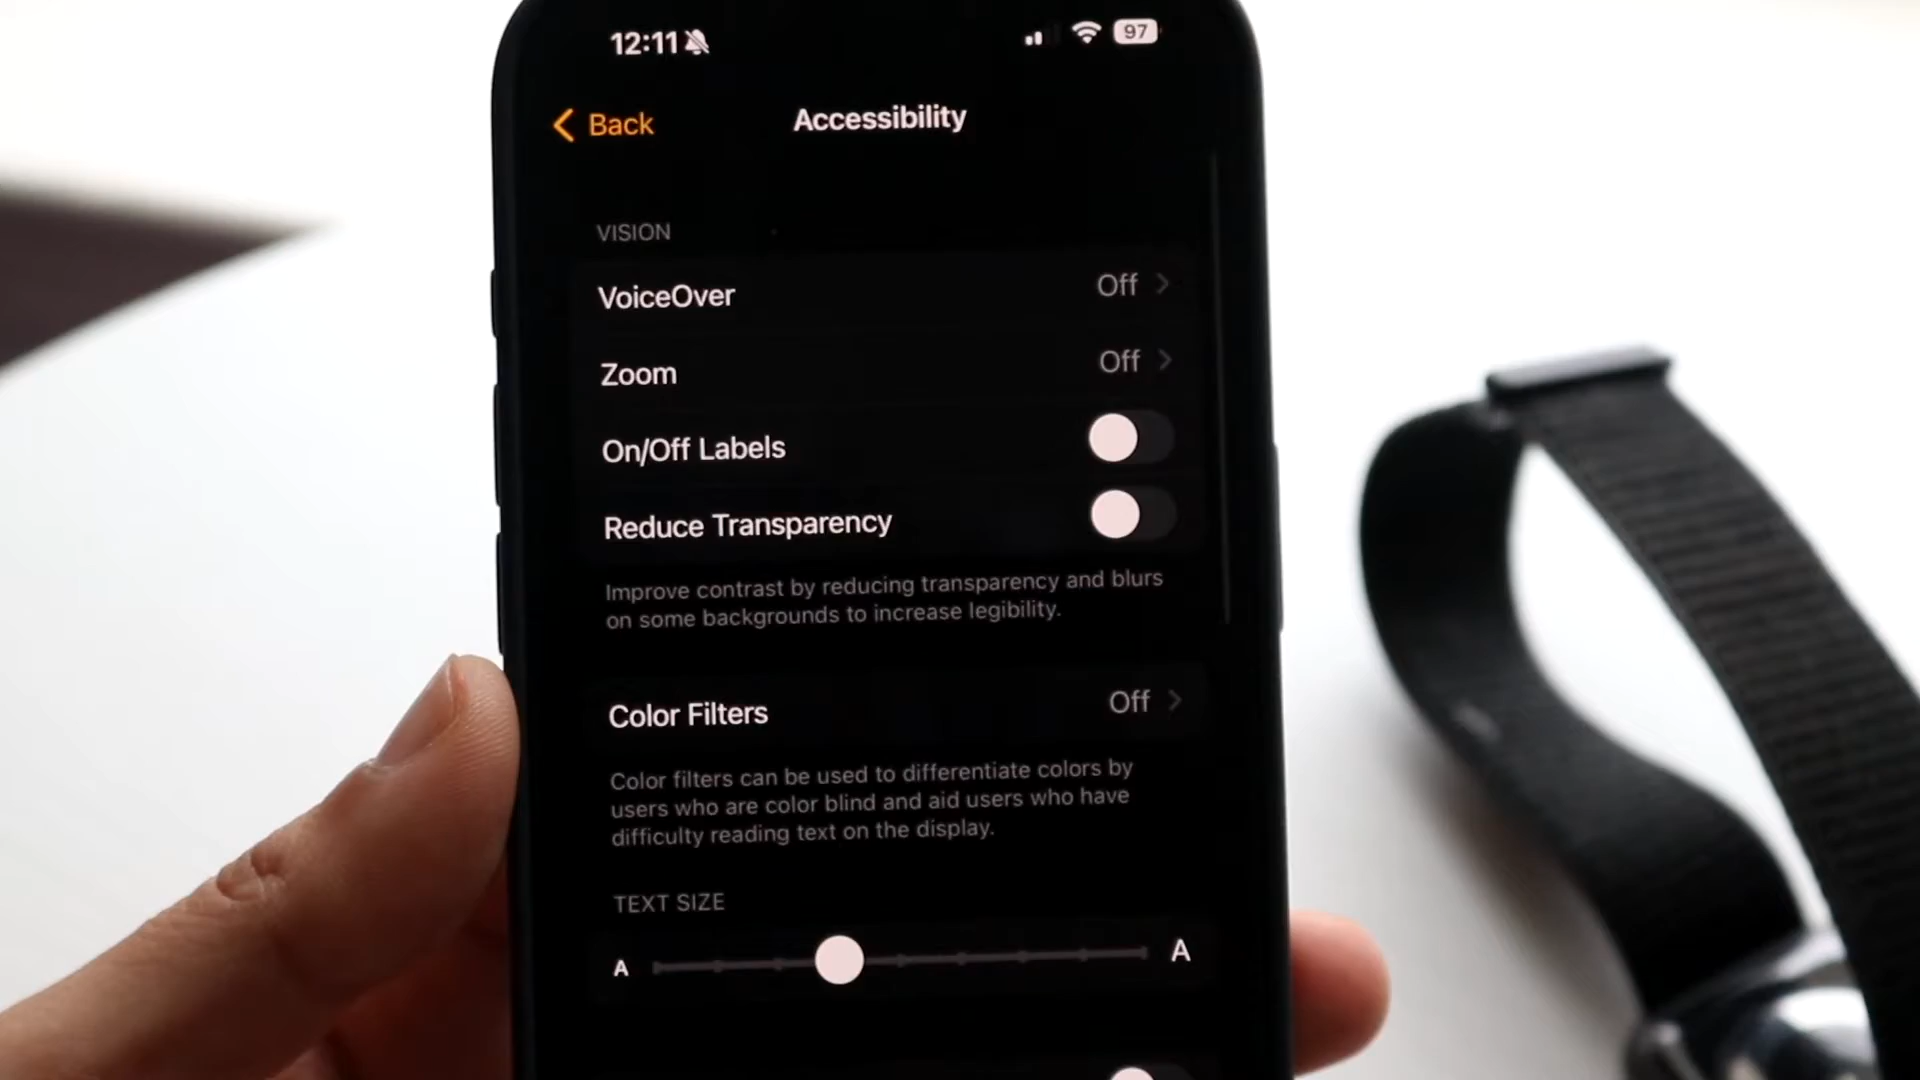 12:11
97
Back
Accessibility
VISION
VoiceOver Off
Zoom Off
On/Off Labels
Reduce Transparency
Improve contrast by reducing transparency and blurs
on some backgrounds to increase legibility.
Color Filters Off
Color filters can be used to differentiate colors by
users who are color blind and aid users who have
difficulty reading text on the display.
TEXT SIZE
A A